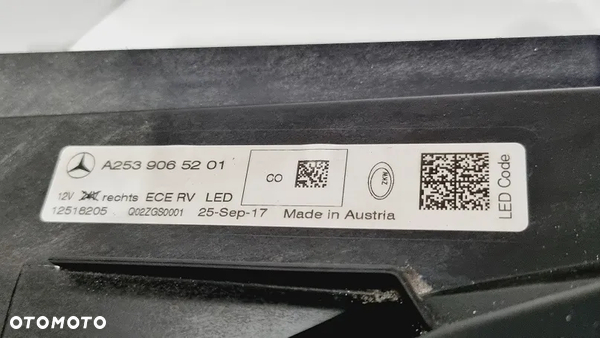 A253 906 52 01
CO
ZKW
12V rechts ECE RV LED
12518205 Q02ZGS0001 25-Sep-17 Made in Austria
LED Code
OTOMOTO